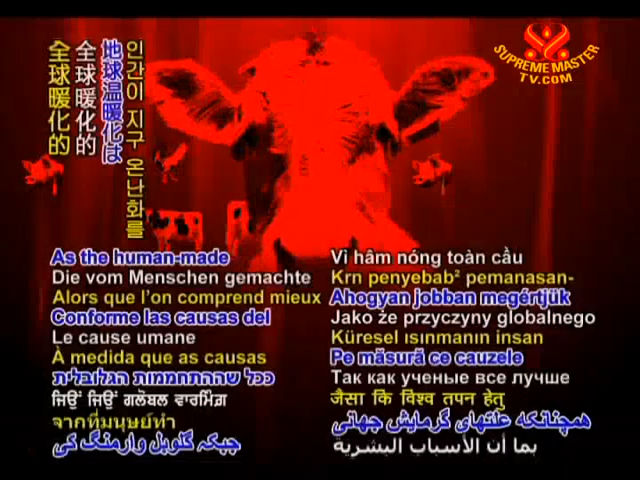 SUPREME MASTER
TV.COM
全球暖化的
全球暖化的
地球温暖化は
인간이 지구 온난화를
As the human-made
Die vom Menschen gemachte
Alors que l'on comprend mieux
Conforme las causas del
Le cause umane
À medida que as causas
ככל שההתחממות הגלובלית
ਜਿਉਂ ਜਿਉਂ ਗਲੋਬਲ ਵਾਰਮਿੰਗ
จากที่มนุษย์ทำ
جبکہ گلوبل وارمنگ کی
Vì hâm nóng toàn cầu
Krn penyebab² pemanasan-
Ahogyan jobban megértjük
Jako że przyczyny globalnego
Küresel ısınmanın insan
Pe măsură ce cauzele
Так как ученые все лучше
जैसा कि विश्व तपन हेतु
همچنانکه علتهای گرمایش جهانی
بما أن الأسباب البشرية